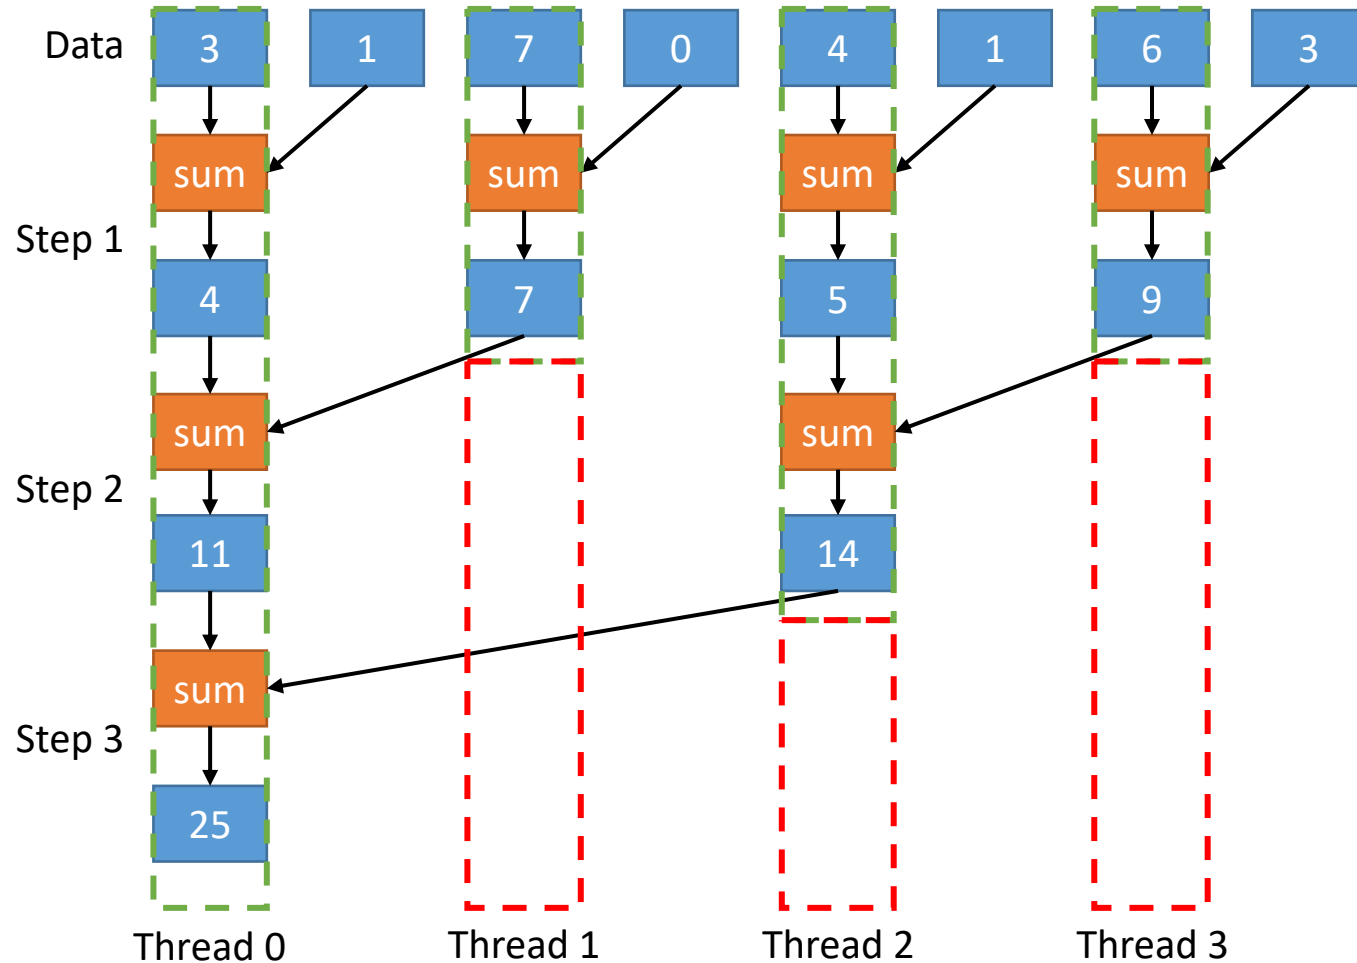 Data 3 1 7 0 4 1 6 3
sum sum sum sum
Step 1
4 7 5 9
sum sum
Step 2
11 14
sum
Step 3
25
Thread 0 Thread 1 Thread 2 Thread 3